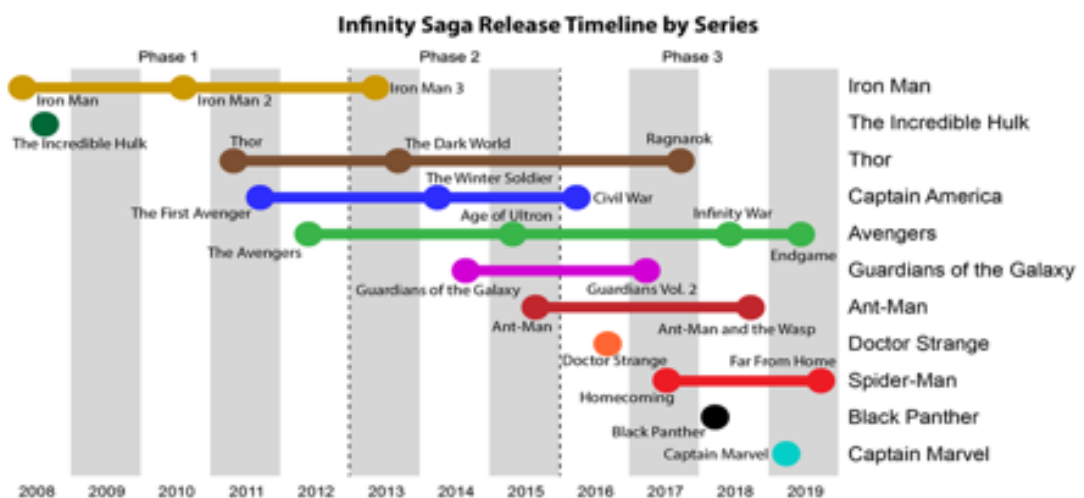 Infinity Saga Release Timeline by Series
Phase 1 Phase 2 Phase 3
Iron Man Iron Man 2 Iron Man 3 Iron Man
The Incredible Hulk The Incredible Hulk
Thor The Dark World Ragnarok Thor
The First Avenger The Winter Soldier Civil War Captain America
The Avengers Age of Ultron Infinity War Endgame Avengers
Guardians of the Galaxy Guardians Vol. 2 Guardians of the Galaxy
Ant-Man Ant-Man and the Wasp Ant-Man
Doctor Strange Doctor Strange
Homecoming Far From Home Spider-Man
Black Panther Black Panther
Captain Marvel Captain Marvel
2008 2009 2010 2011 2012 2013 2014 2015 2016 2017 2018 2019